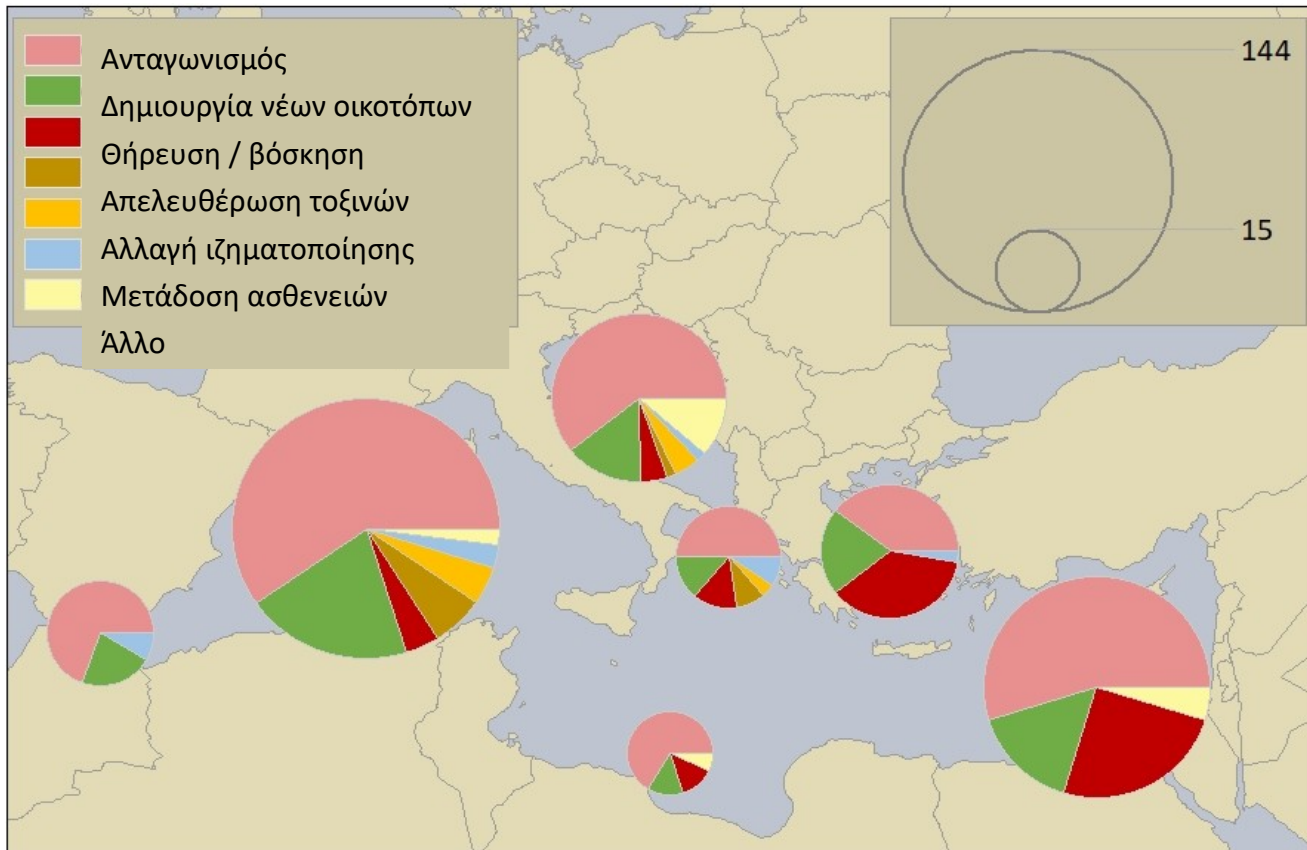 Ανταγωνισμός
Δημιουργία νέων οικοτόπων
Θήρευση / βόσκηση
Απελευθέρωση τοξινών
Αλλαγή ιζηματοποίησης
Μετάδοση ασθενειών
Άλλο
144
15